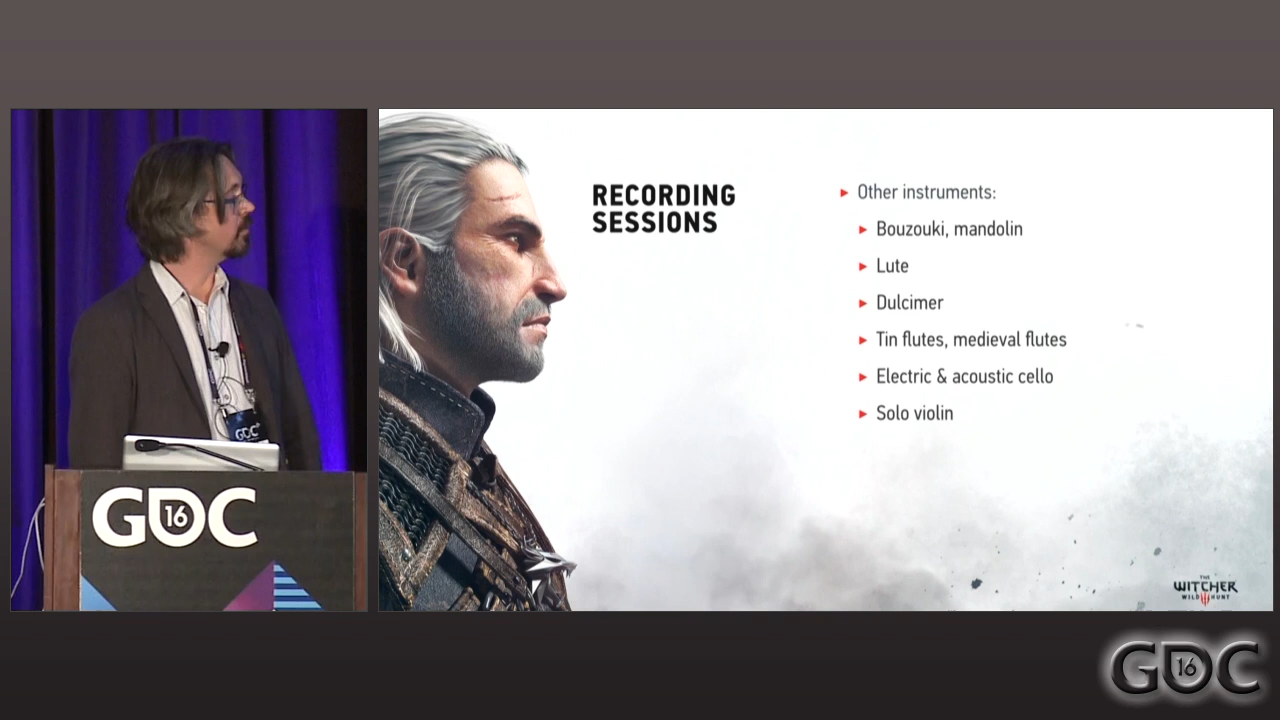 RECORDING
SESSIONS
► Other instruments:
► Bouzouki, mandolin
► Lute
► Dulcimer
► Tin flutes, medieval flutes
► Electric & acoustic cello
► Solo violin
THE
WITCHER
WILD HUNT
GDC
GDC
16
GDC
16